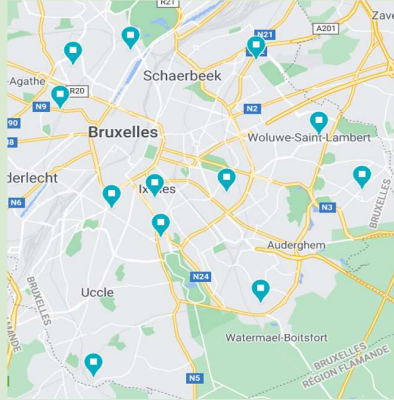 R21
Zave
A201
N21
Schaerbeek
-Agathe
R20
N9
N2
90
Bruxelles
Woluwe-Saint-Lambert
derlecht
N6
Ixelles
N3
BRUXELLES
Auderghem
N24
BRUXELLES
Uccle
Watermael-Boitsfort
BRUXELLES
RÉGION FLAMANDE
N5